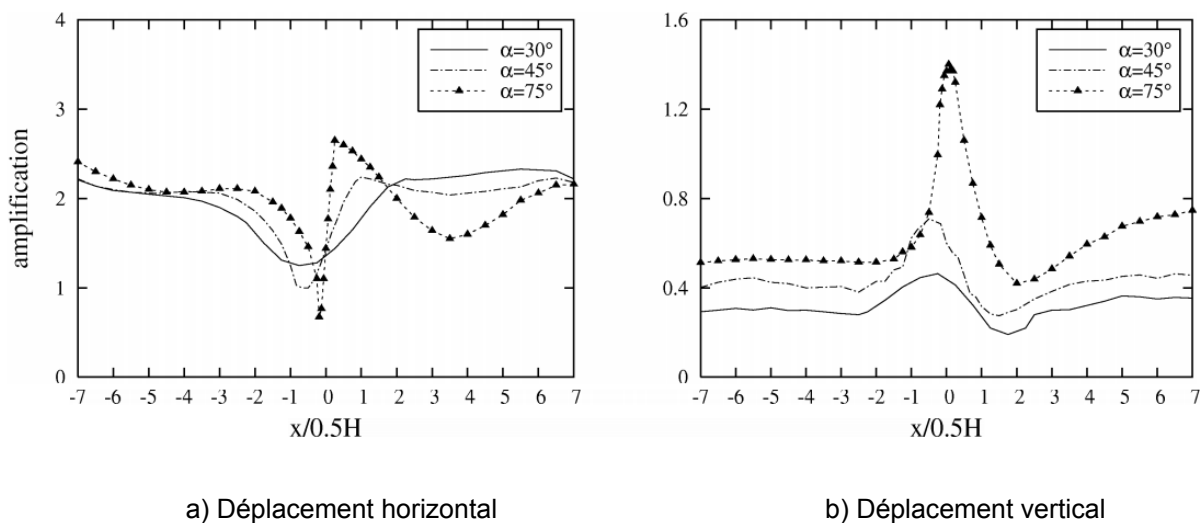 4
3
2
1
0
amplification
α=30°
α=45°
α=75°
-7 -6 -5 -4 -3 -2 -1 0 1 2 3 4 5 6 7
x/0.5H
1.6
1.2
0.8
0.4
0
α=30°
α=45°
α=75°
-7 -6 -5 -4 -3 -2 -1 0 1 2 3 4 5 6 7
x/0.5H
a) Déplacement horizontal
b) Déplacement vertical